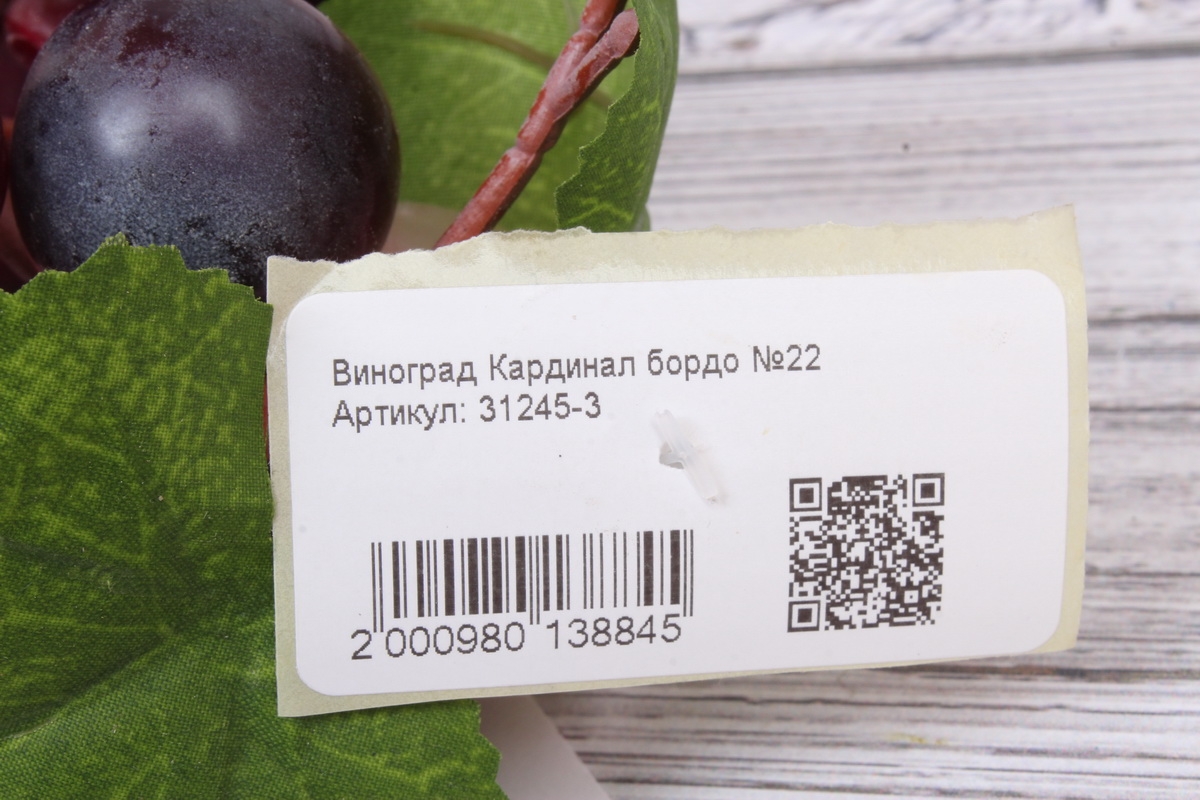 Виноград Кардинал бордо №22
Артикул: 31245-3
2 000980 138845